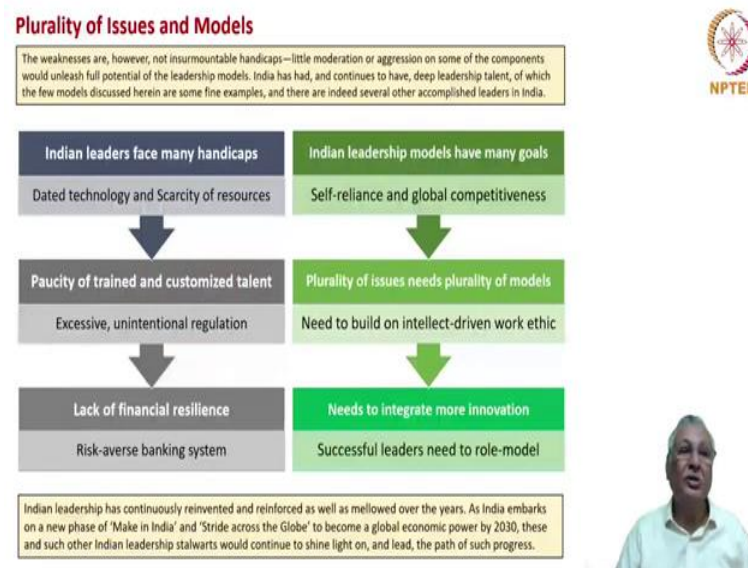 Plurality of Issues and Models
The weaknesses are, however, not insurmountable handicaps—little moderation or aggression on some of the components
would unleash full potential of the leadership models. India has had, and continues to have, deep leadership talent, of which
the few models discussed herein are some fine examples, and there are indeed several other accomplished leaders in India.
NPTEL
Indian leaders face many handicaps
Dated technology and Scarcity of resources
Paucity of trained and customized talent
Excessive, unintentional regulation
Lack of financial resilience
Risk-averse banking system
Indian leadership models have many goals
Self-reliance and global competitiveness
Plurality of issues needs plurality of models
Need to build on intellect-driven work ethic
Needs to integrate more innovation
Successful leaders need to role-model
Indian leadership has continuously reinvented and reinforced as well as mellowed over the years. As India embarks
on a new phase of 'Make in India' and 'Stride across the Globe' to become a global economic power by 2030, these
and such other Indian leadership stalwarts would continue to shine light on, and lead, the path of such progress.